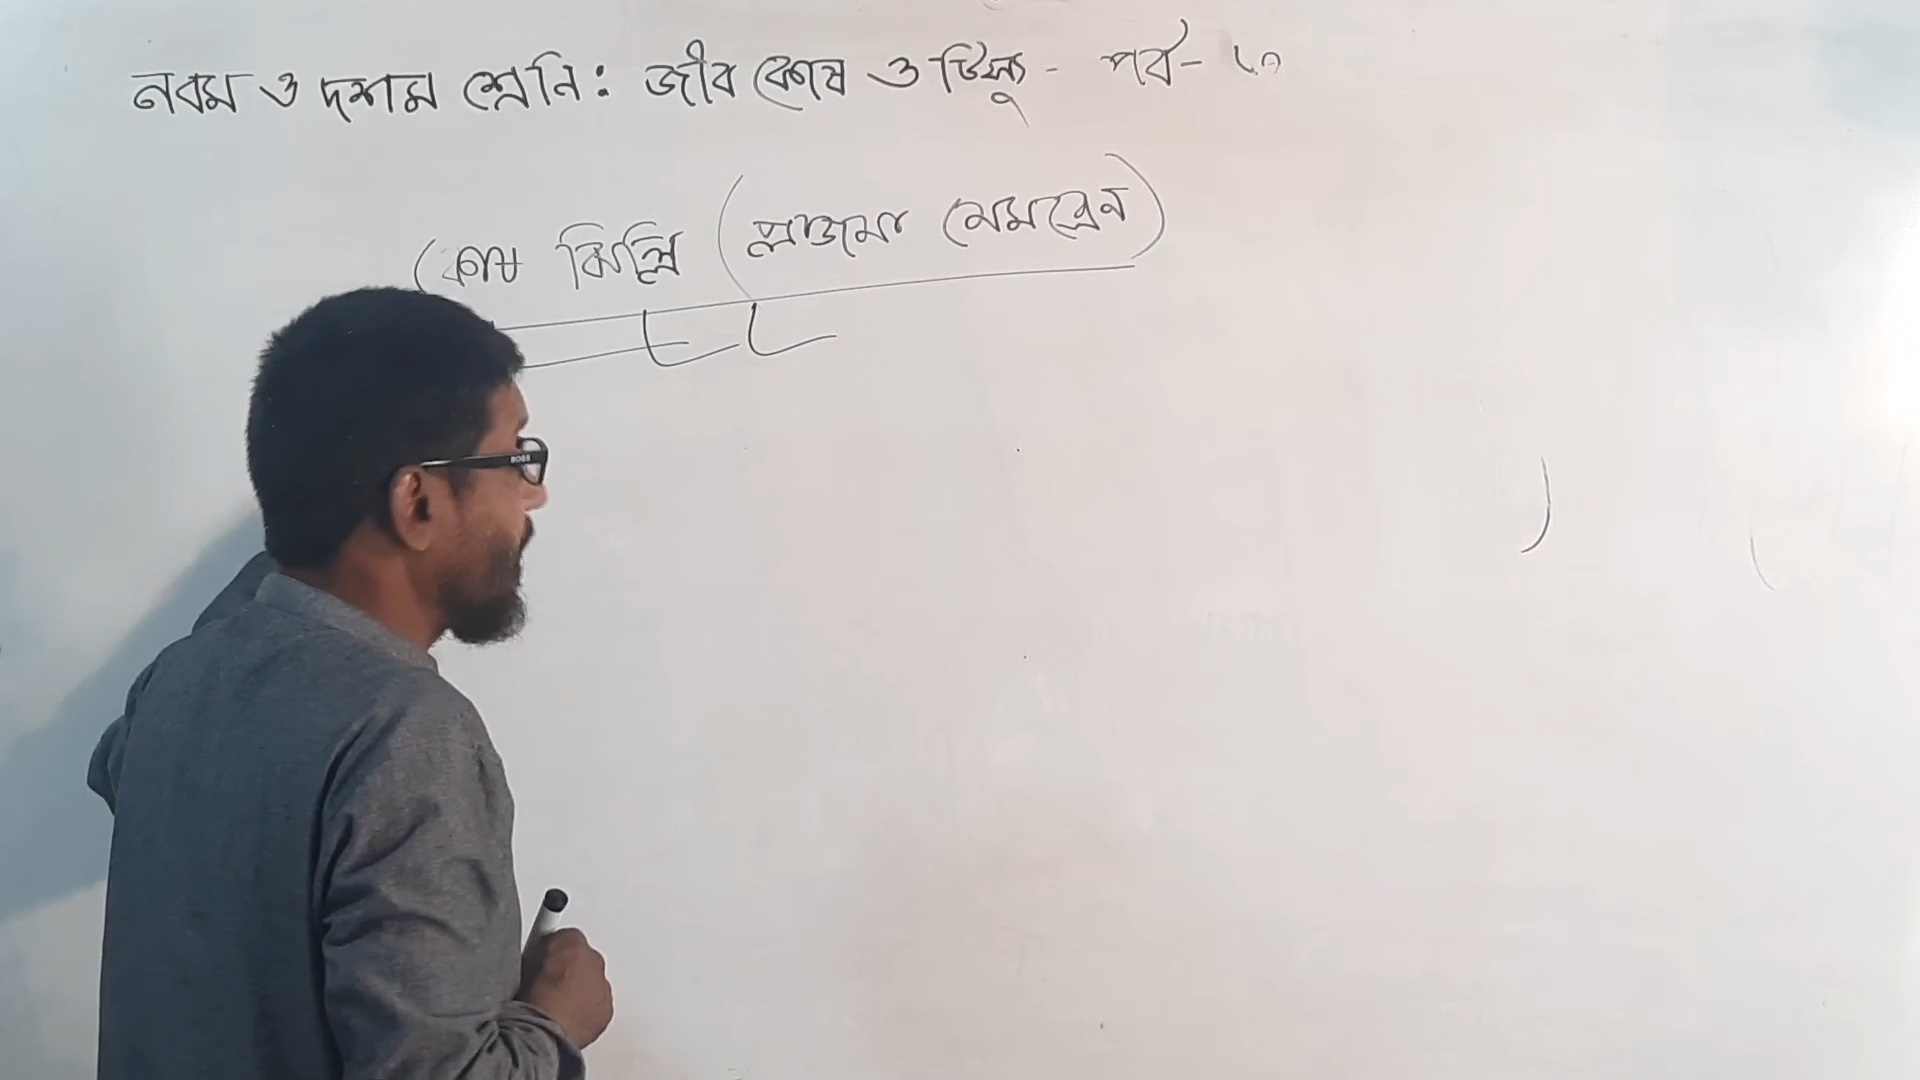 নবম ও দশম শ্রেনি: জীব কোষ ও টিস্যু - পর্ব-
কোষ ঝিল্লি (প্লাজমা মেমব্রেন)